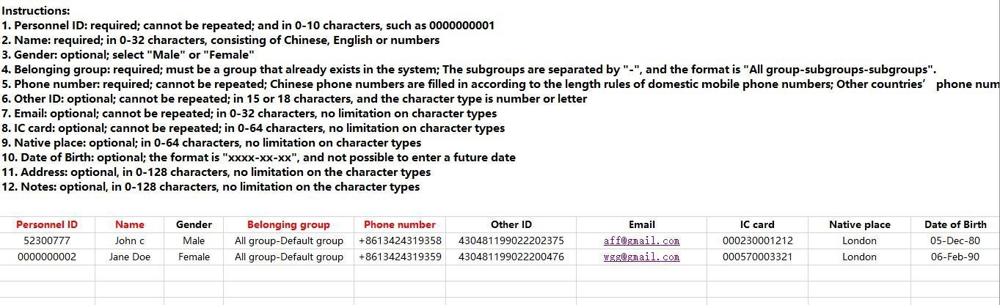 Instructions:
1. Personnel ID: required; cannot be repeated; and in 0-10 characters, such as 0000000001
2. Name: required; in 0-32 characters, consisting of Chinese, English or numbers
3. Gender: optional; select "Male" or "Female"
4. Belonging group: required; must be a group that already exists in the system; The subgroups are separated by "-", and the format is "All group-subgroups-subgroups".
5. Phone number: required; cannot be repeated; Chinese phone numbers are filled in according to the length rules of domestic mobile phone numbers; Other countries’ phone num
6. Other ID: optional; cannot be repeated; in 15 or 18 characters, and the character type is number or letter
7. Email: optional; cannot be repeated; in 0-32 characters, no limitation on character types
8. IC card: optional; cannot be repeated; in 0-64 characters, no limitation on character types
9. Native place: optional; in 0-64 characters, no limitation on character types
10. Date of Birth: optional; the format is "xxxx-xx-xx", and not possible to enter a future date
11. Address: optional, in 0-128 characters, no limitation on the character types
12. Notes: optional, in 0-128 characters, no limitation on the character types
Personnel ID Name Gender Belonging group Phone number Other ID Email IC card Native place Date of Birth
52300777 John c Male All group-Default group +8613424319358 430481199022202375 aff@gmail.com 000230001212 London 05-Dec-80
0000000002 Jane Doe Female All group-Default group +8613424319359 430481199022200476 wgg@gmail.com 000570003321 London 06-Feb-90